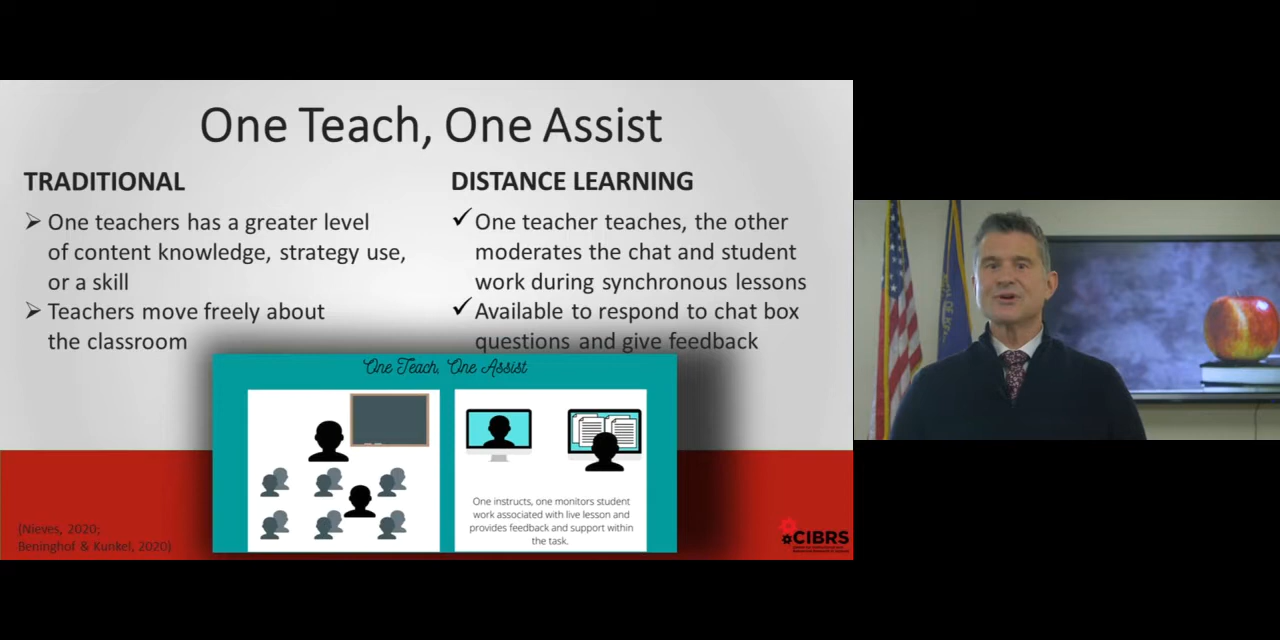 One Teach, One Assist
TRADITIONAL
One teachers has a greater level
of content knowledge, strategy use,
or a skill
Teachers move freely about
the classroom
DISTANCE LEARNING
One teacher teaches, the other
moderates the chat and student
work during synchronous lessons
Available to respond to chat box
questions and give feedback
One Teach, One Assist
One instructs, one monitors student
work associated with live lesson and
provides feedback and support within
the task.
(Nieves, 2020;
Beninghof & Kunkel, 2020)
CIBRS